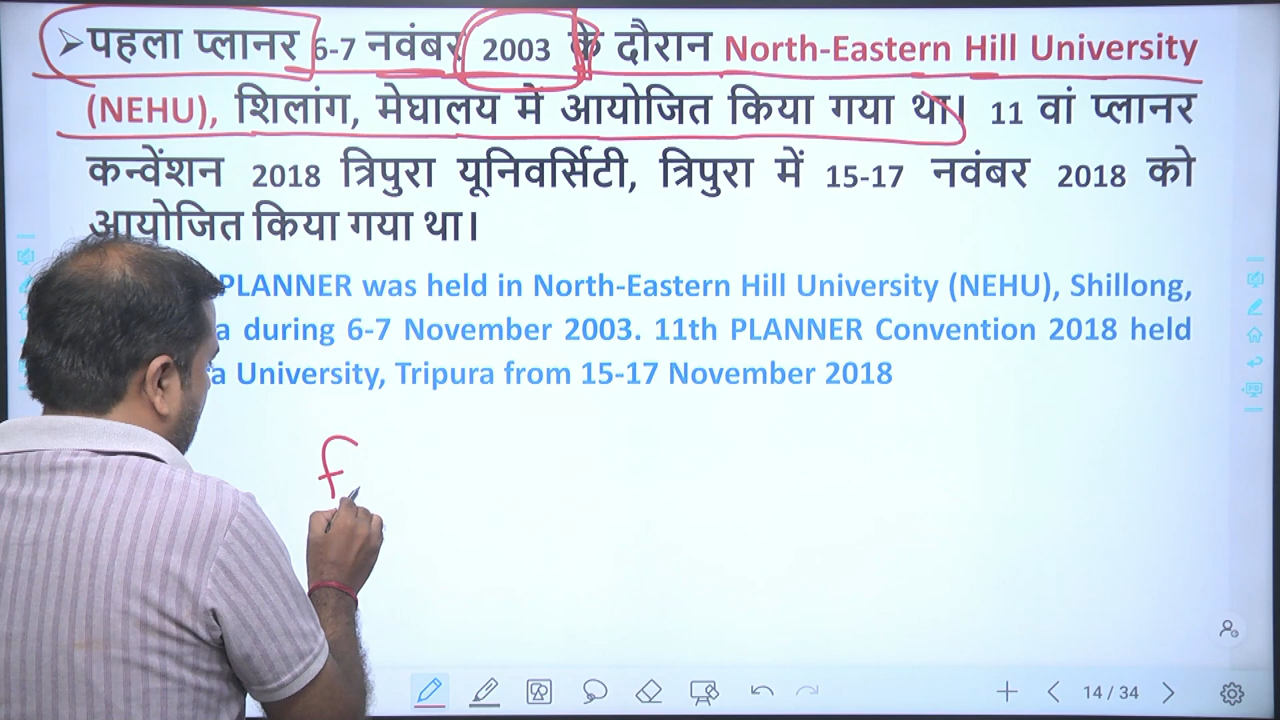 ➤पहला प्लानर 6-7 नवंबर 2003 के दौरान North-Eastern Hill University
(NEHU), शिलांग, मेघालय में आयोजित किया गया था। 11 वां प्लानर
कन्वेंशन 2018 त्रिपुरा यूनिवर्सिटी, त्रिपुरा में 15-17 नवंबर 2018 को
आयोजित किया गया था।
PLANNER was held in North-Eastern Hill University (NEHU), Shillong,
a during 6-7 November 2003. 11th PLANNER Convention 2018 held
a University, Tripura from 15-17 November 2018
f
14 / 34